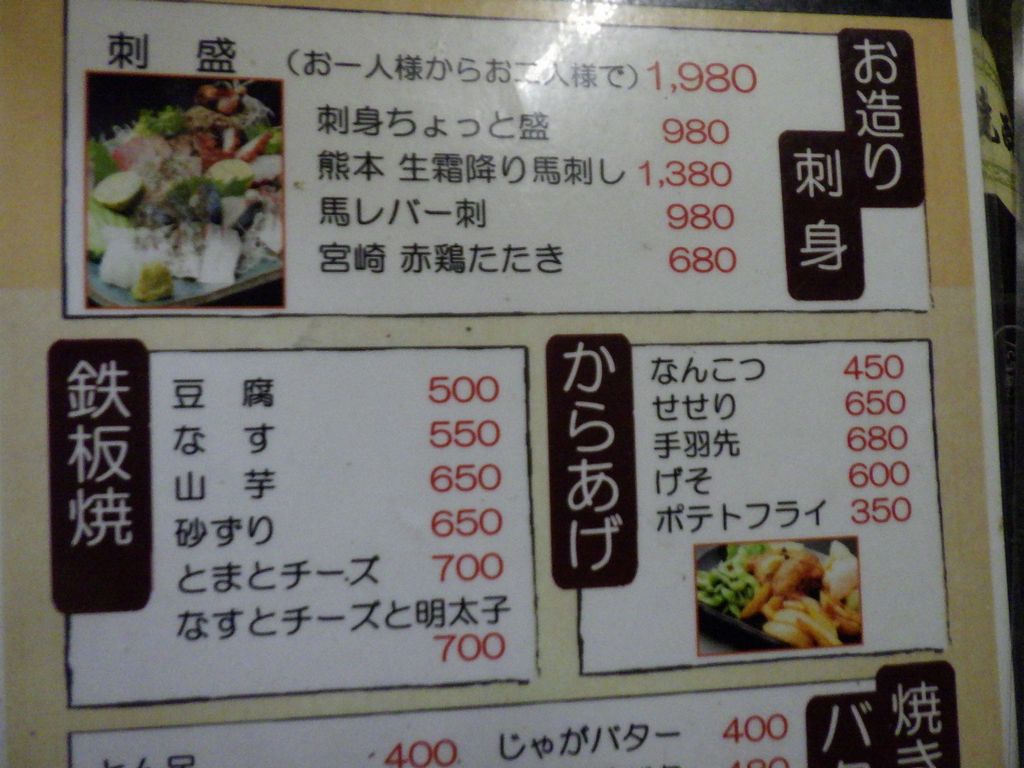 お造り
刺身
刺 盛 (お一人様からお二人様で) 1,980
刺身ちょっと盛 980
熊本 生霜降り馬刺し 1,380
馬レバー刺 980
宮崎 赤鶏たたき 680
鉄板焼
豆 腐 500
な す 550
山 芋 650
砂ずり 650
とまとチーズ 700
なすとチーズと明太子
700
からあげ
なんこつ 450
せせり 650
手羽先 680
げそ 600
ポテトフライ 350
焼き
バ
400
じゃがバター 400